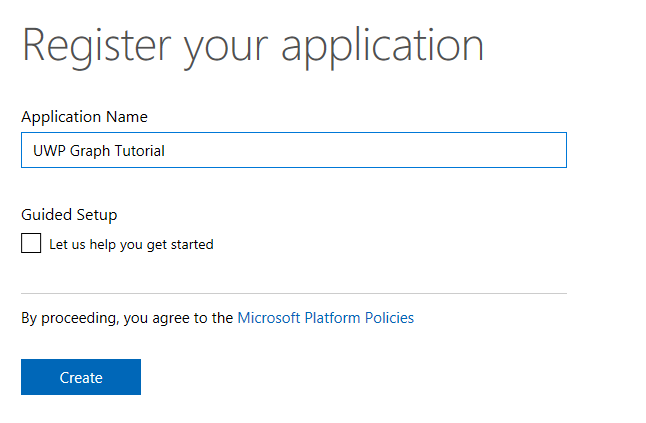 Register your application
Application Name
UWP Graph Tutorial
Guided Setup
Let us help you get started
By proceeding, you agree to the Microsoft Platform Policies
Create